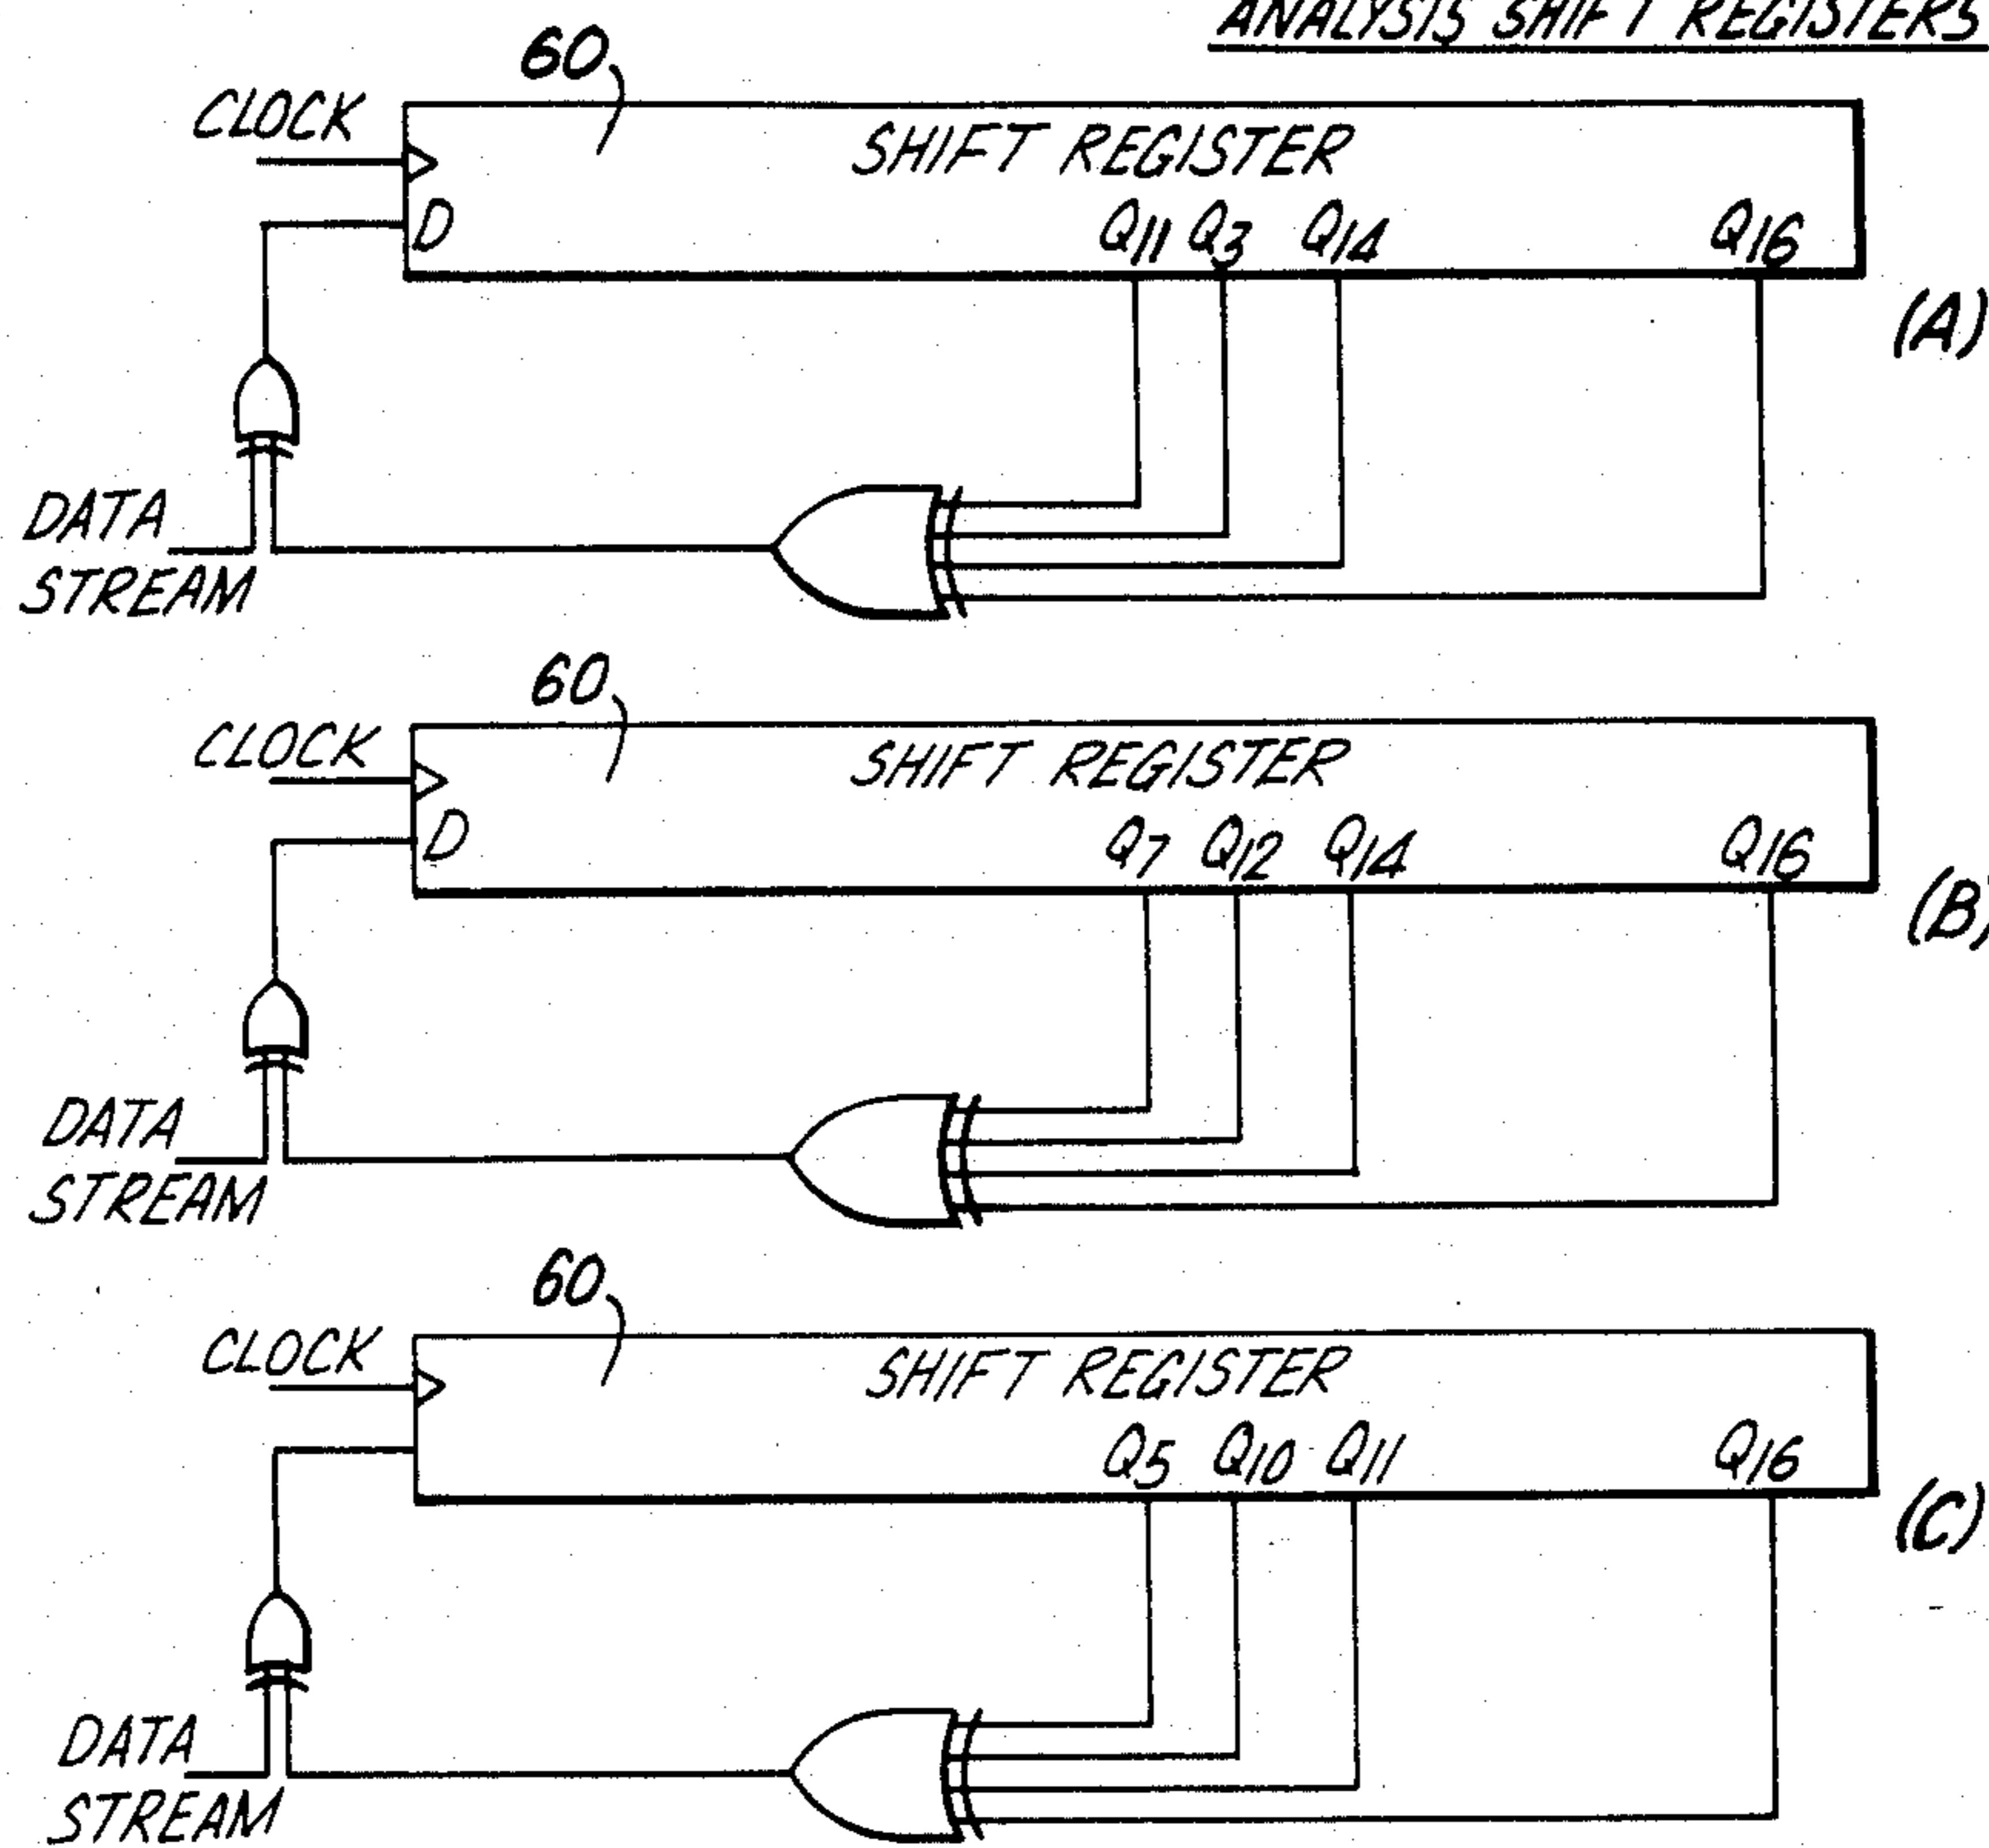 ANALYSIS SHIFT REGISTERS
60
CLOCK
SHIFT REGISTER
D
Q11 Q3 Q14 Q16
(A)
DATA
STREAM
60
CLOCK
SHIFT REGISTER
D
Q7 Q12 Q14 Q16
(B)
DATA
STREAM
60
CLOCK
SHIFT REGISTER
Q5 Q10 Q11 Q16
(C)
DATA
STREAM